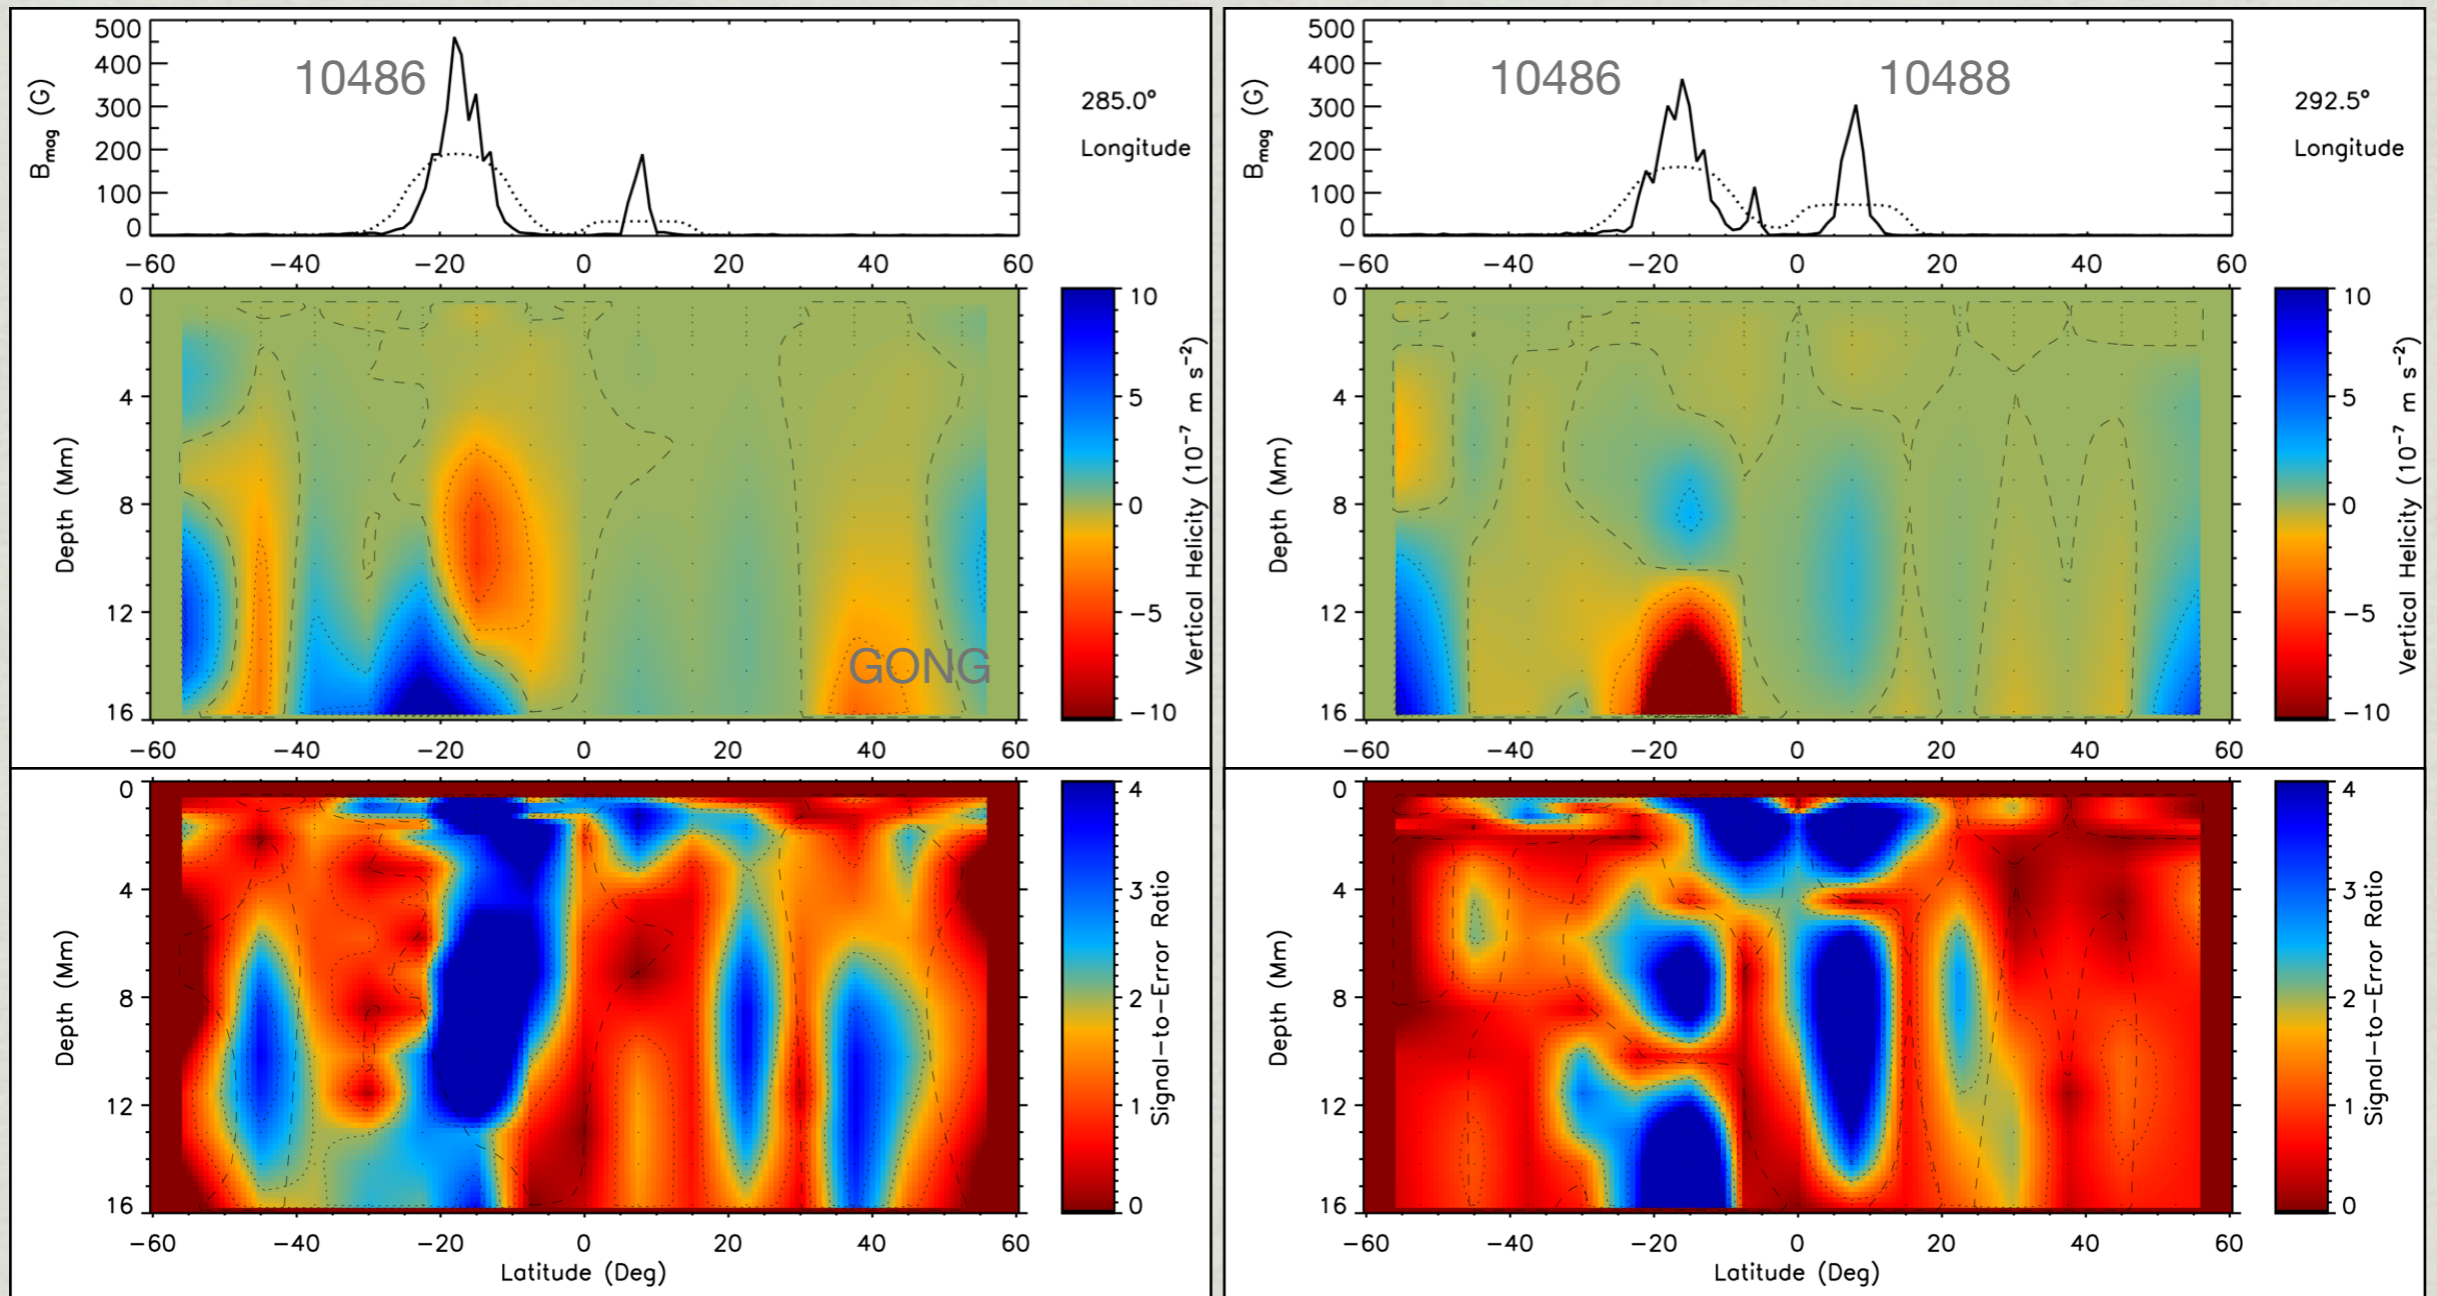 500
400
300
200
100
0
B_mag (G)
10486
285.0°
Longitude
−60 −40 −20 0 20 40 60
0
4
8
12
16
Depth (Mm)
GONG
−60 −40 −20 0 20 40 60
10
5
0
−5
−10
Vertical Helicity (10⁻⁷ m s⁻²)
0
4
8
12
16
Depth (Mm)
−60 −40 −20 0 20 40 60
Latitude (Deg)
4
3
2
1
0
Signal−to−Error Ratio
500
400
300
200
100
0
B_mag (G)
10486 10488
292.5°
Longitude
−60 −40 −20 0 20 40 60
0
4
8
12
16
Depth (Mm)
−60 −40 −20 0 20 40 60
10
5
0
−5
−10
Vertical Helicity (10⁻⁷ m s⁻²)
0
4
8
12
16
Depth (Mm)
−60 −40 −20 0 20 40 60
Latitude (Deg)
4
3
2
1
0
Signal−to−Error Ratio